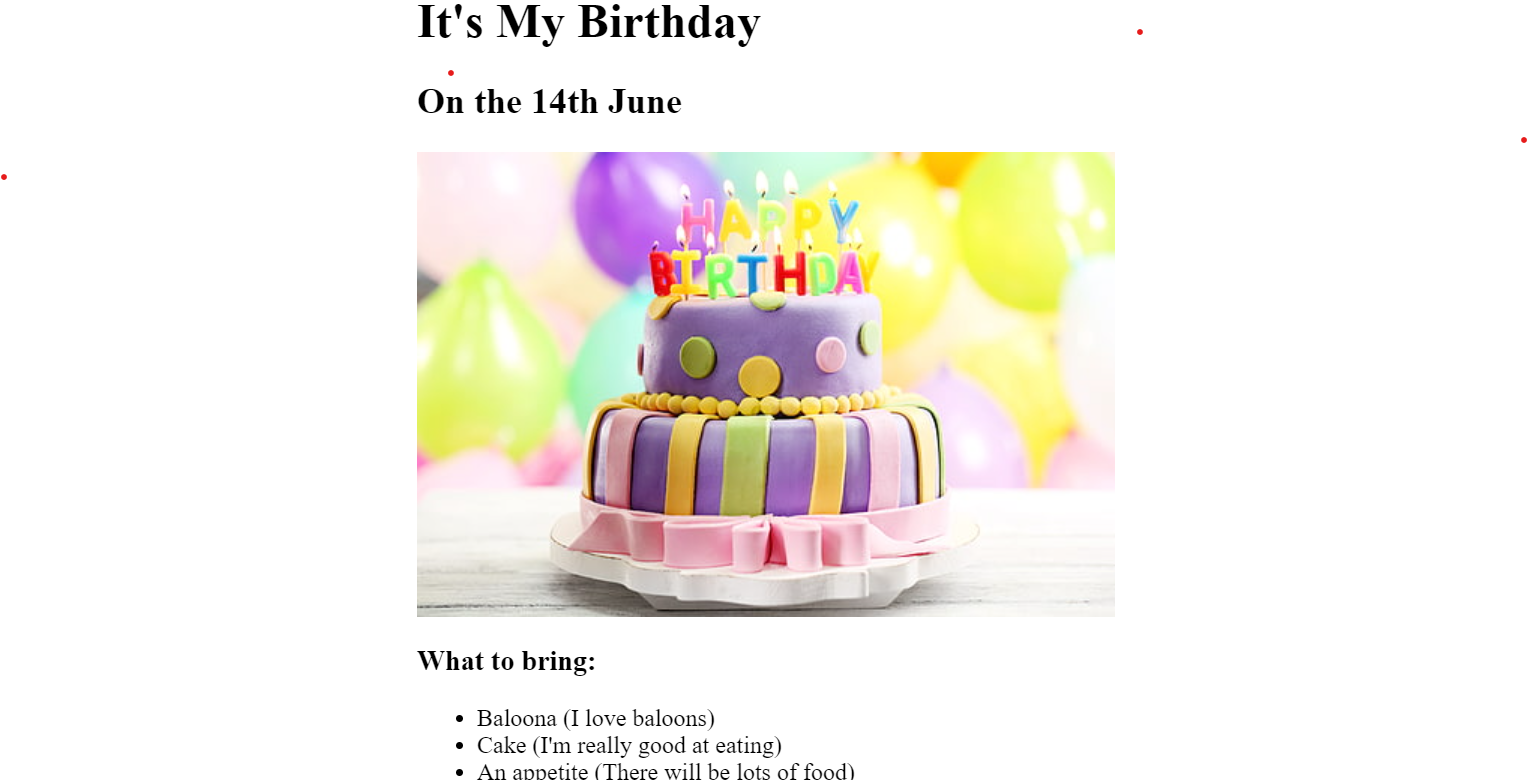 It's My Birthday
On the 14th June
HAPPY
BIRTHDAY
What to bring:
Baloona (I love baloons)
Cake (I'm really good at eating)
An appetite (There will be lots of food)